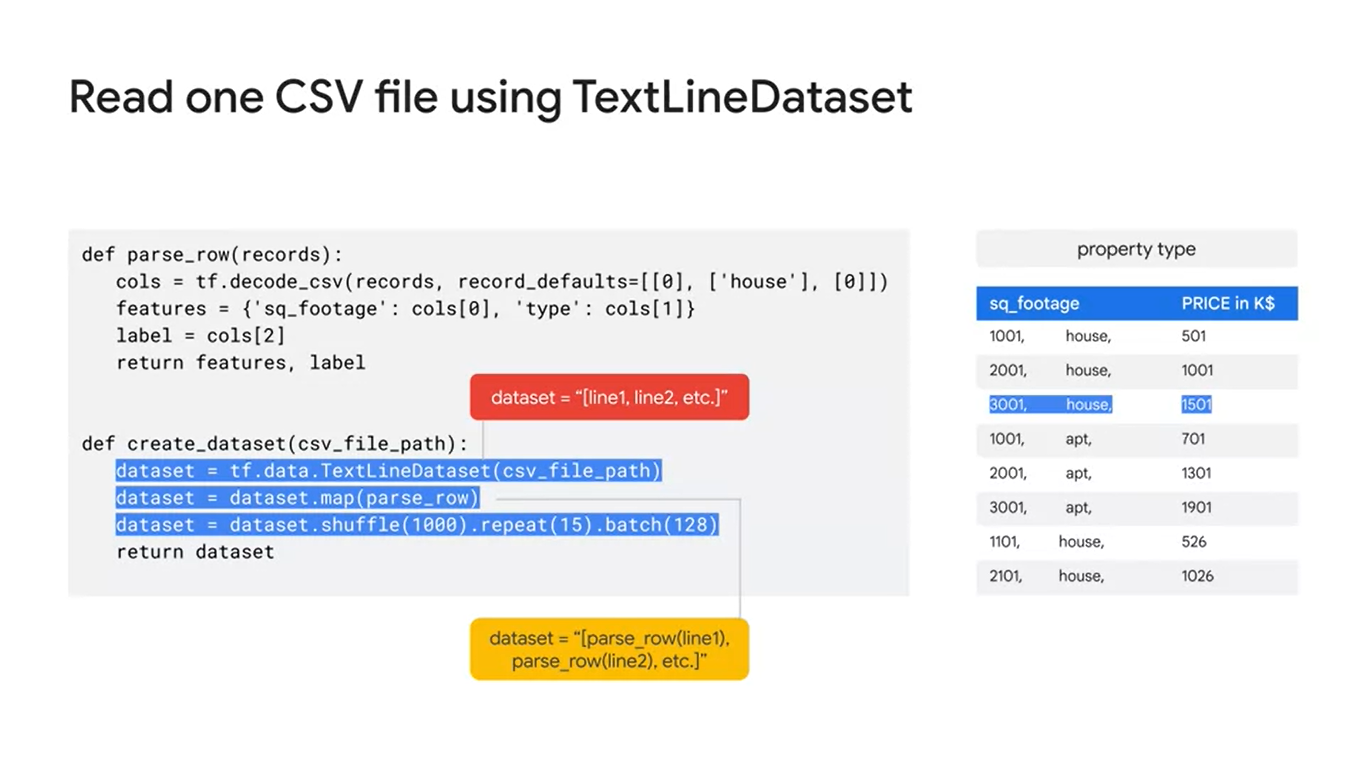 Read one CSV file using TextLineDataset
def parse_row(records):
cols = tf.decode_csv(records, record_defaults=[[0], ['house'], [0]])
features = {'sq_footage': cols[0], 'type': cols[1]}
label = cols[2]
return features, label
dataset = “[line1, line2, etc.]”
def create_dataset(csv_file_path):
dataset = tf.data.TextLineDataset(csv_file_path)
dataset = dataset.map(parse_row)
dataset = dataset.shuffle(1000).repeat(15).batch(128)
return dataset
dataset = “[parse_row(line1),
parse_row(line2), etc.]”
property type
sq_footage PRICE in K$
1001, house, 501
2001, house, 1001
3001, house, 1501
1001, apt, 701
2001, apt, 1301
3001, apt, 1901
1101, house, 526
2101, house, 1026